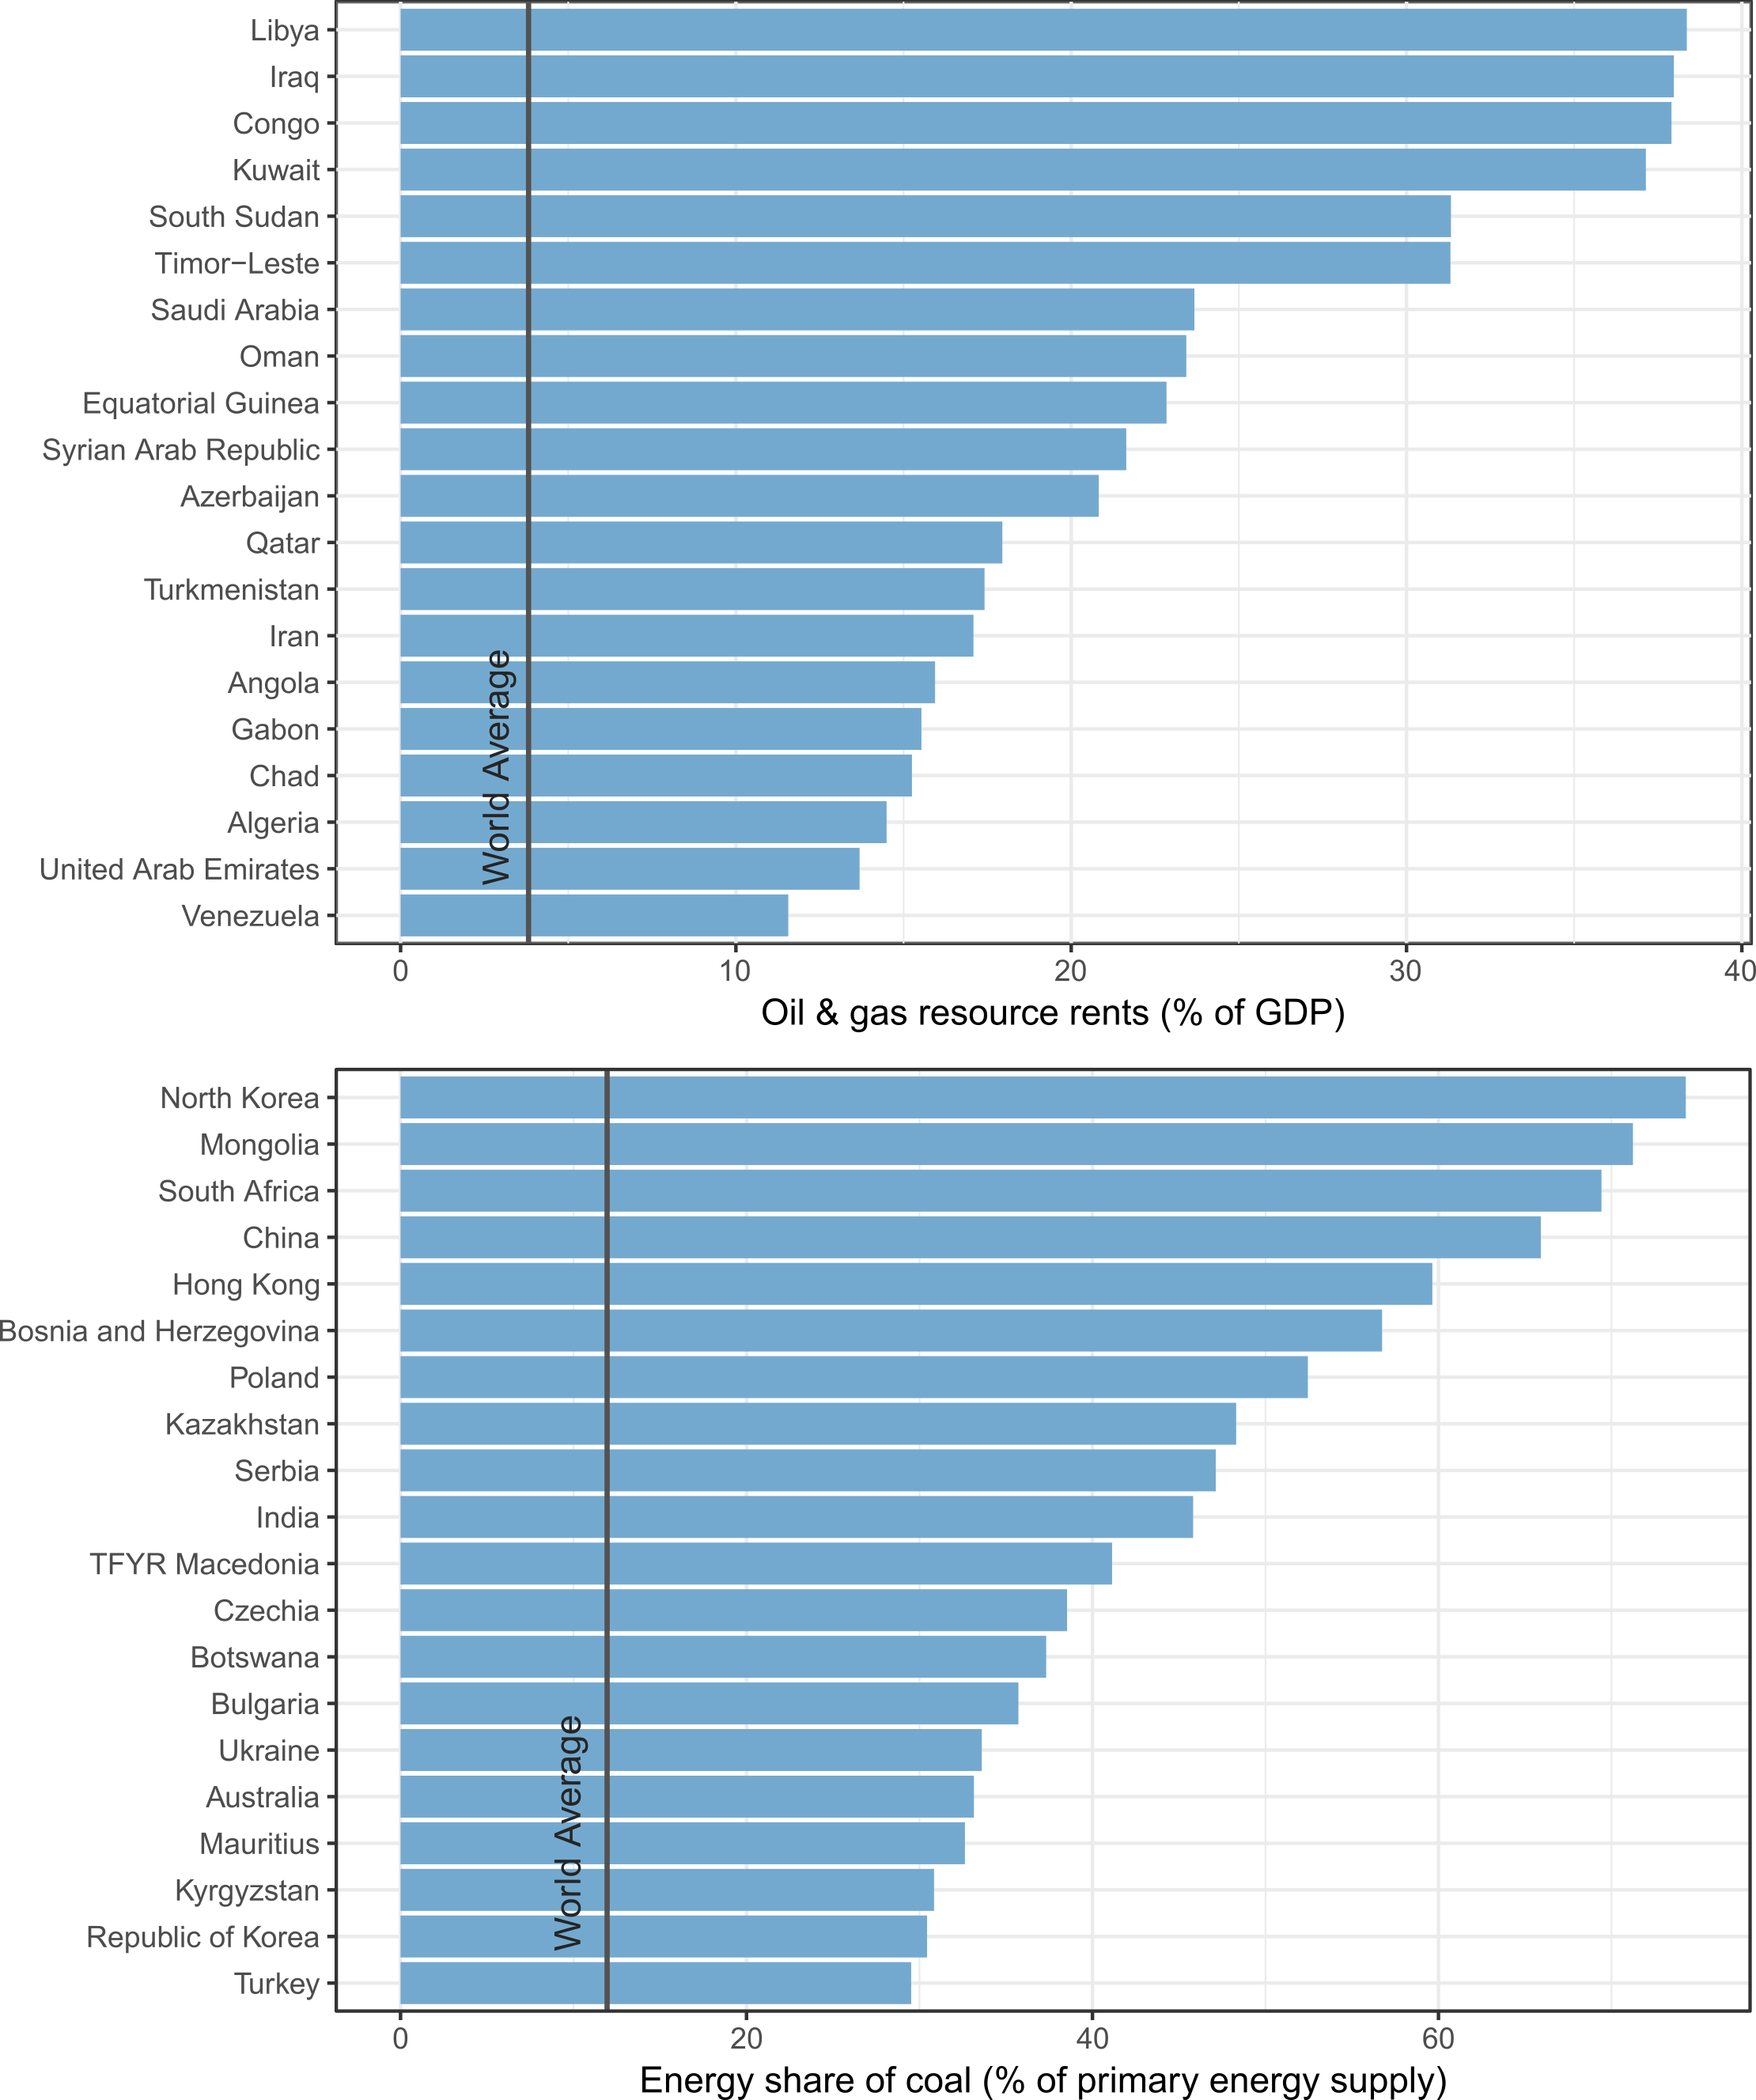 Libya
Iraq
Congo
Kuwait
South Sudan
Timor−Leste
Saudi Arabia
Oman
Equatorial Guinea
Syrian Arab Republic
Azerbaijan
Qatar
Turkmenistan
Iran
Angola
Gabon
Chad
Algeria
United Arab Emirates
Venezuela
World Average
0 10 20 30 40
Oil & gas resource rents (% of GDP)
North Korea
Mongolia
South Africa
China
Hong Kong
Bosnia and Herzegovina
Poland
Kazakhstan
Serbia
India
TFYR Macedonia
Czechia
Botswana
Bulgaria
Ukraine
Australia
Mauritius
Kyrgyzstan
Republic of Korea
Turkey
World Average
0 20 40 60
Energy share of coal (% of primary energy supply)